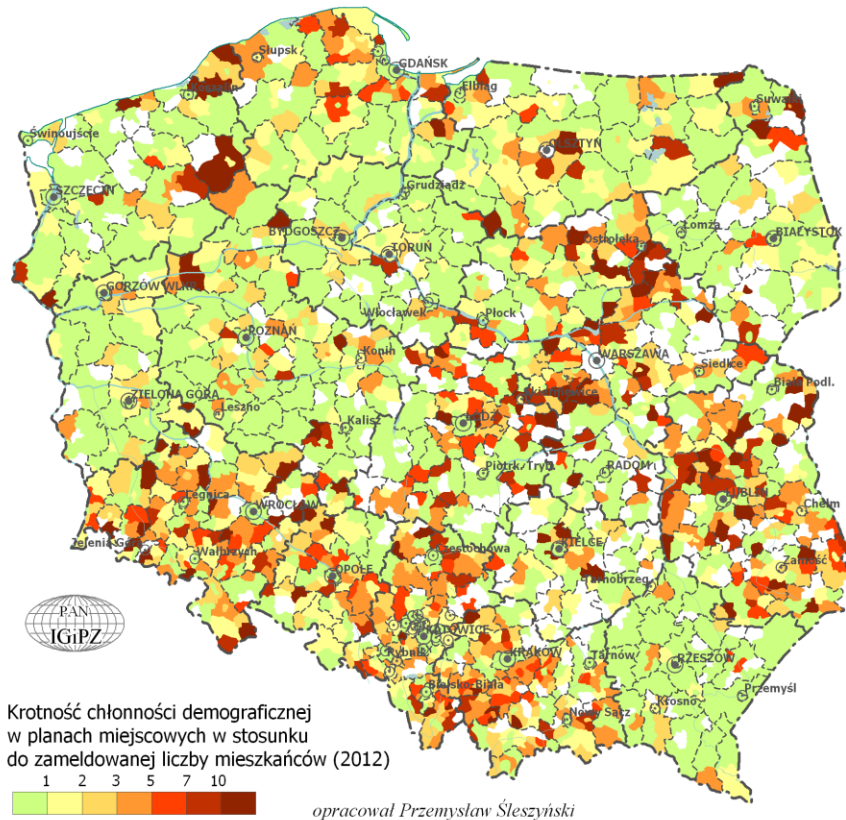 Słupsk
GDAŃSK
Elbląg
Suwałki
Świnoujście
OLSZTYN
SZCZECIN
Grudziądz
Łomża
Ostrołęka
BYDGOSZCZ
BIAŁYSTOK
TORUŃ
GORZÓW WLKP.
Włocławek
Płock
POZNAŃ
Konin
WARSZAWA
Siedlce
Biała Podl.
ZIELONA GÓRA
Leszno
Skierniewice
ŁÓDŹ
Kalisz
Piotrk. Tryb.
RADOM
LUBLIN
Legnica
WROCŁAW
Chełm
Jelenia Góra
Wałbrzych
Częstochowa
KIELCE
OPOLE
Zamość
Tarnobrzeg
PAN
IGiPZ
KATOWICE
Rybnik
KRAKÓW
Tarnów
RZESZÓW
Bielsko-Biała
Przemyśl
Krosno
Nowy Sącz
Krotność chłonności demograficznej
w planach miejscowych w stosunku
do zameldowanej liczby mieszkańców (2012)
1 2 3 5 7 10
opracował Przemysław Śleszyński